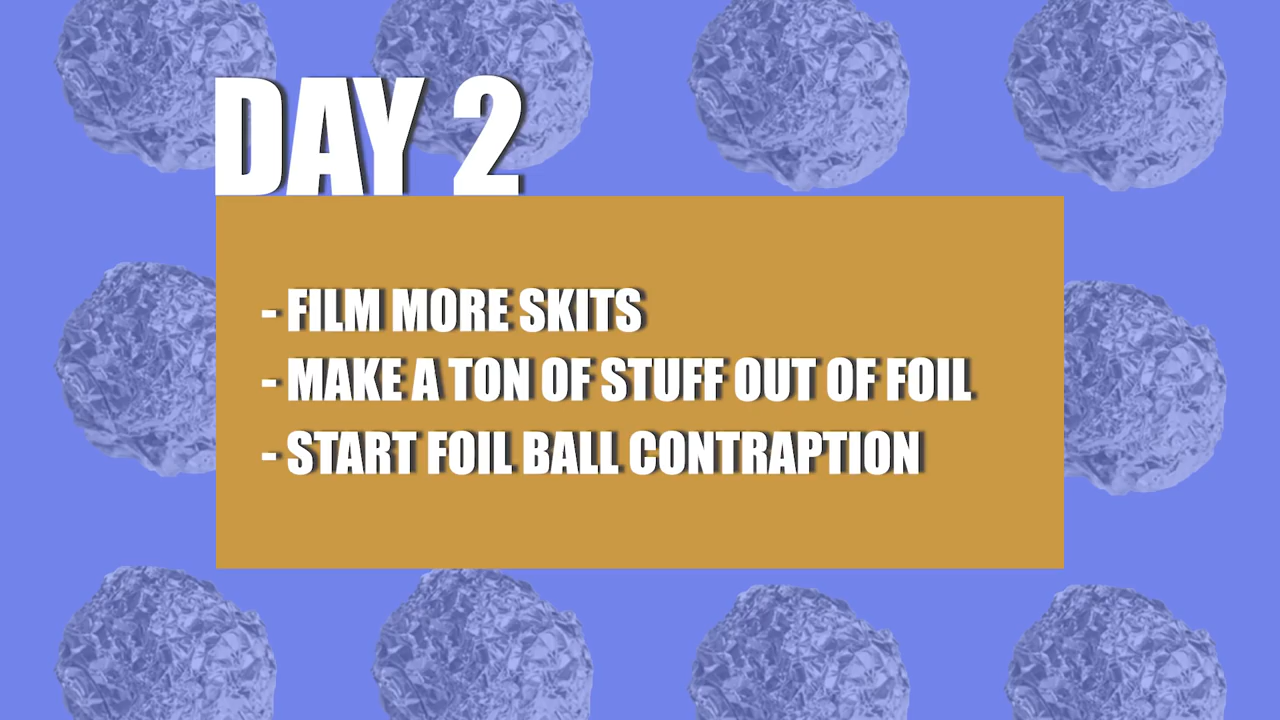 DAY 2
- FILM MORE SKITS
- MAKE A TON OF STUFF OUT OF FOIL
- START FOIL BALL CONTRAPTION